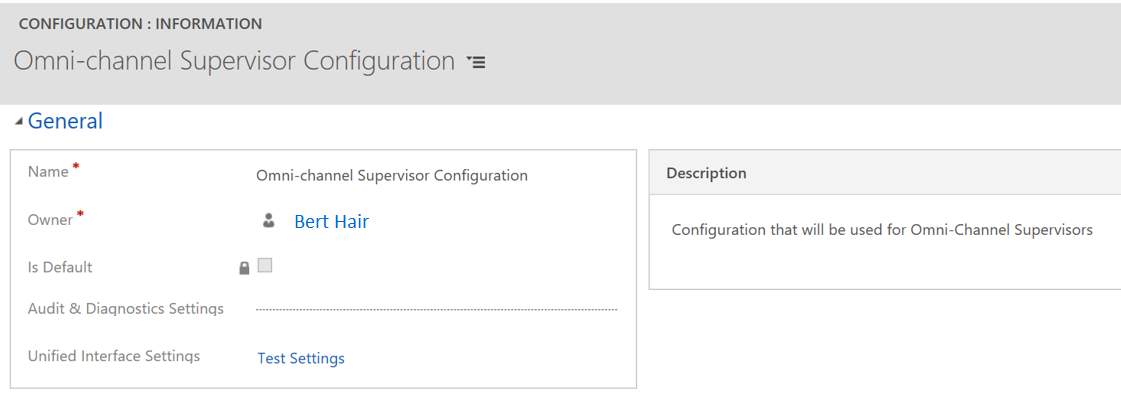 CONFIGURATION : INFORMATION
Omni-channel Supervisor Configuration
General
Name *
Omni-channel Supervisor Configuration
Owner *
Bert Hair
Is Default
Audit & Diagnostics Settings
Unified Interface Settings
Test Settings
Description
Configuration that will be used for Omni-Channel Supervisors